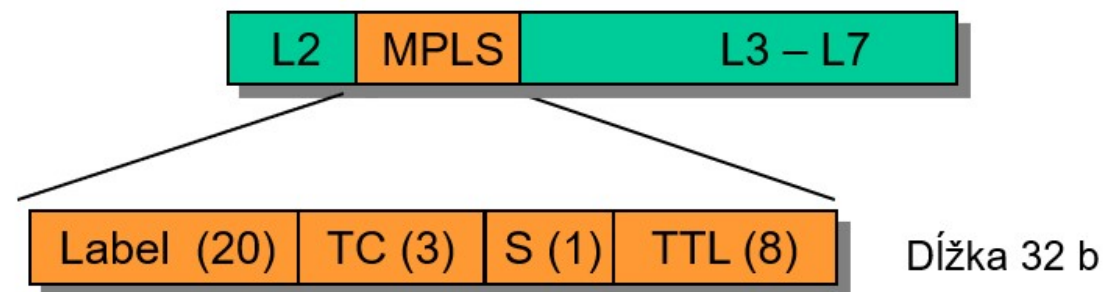 L2 MPLS L3 – L7
Label (20) TC (3) S (1) TTL (8) Dĺžka 32 b